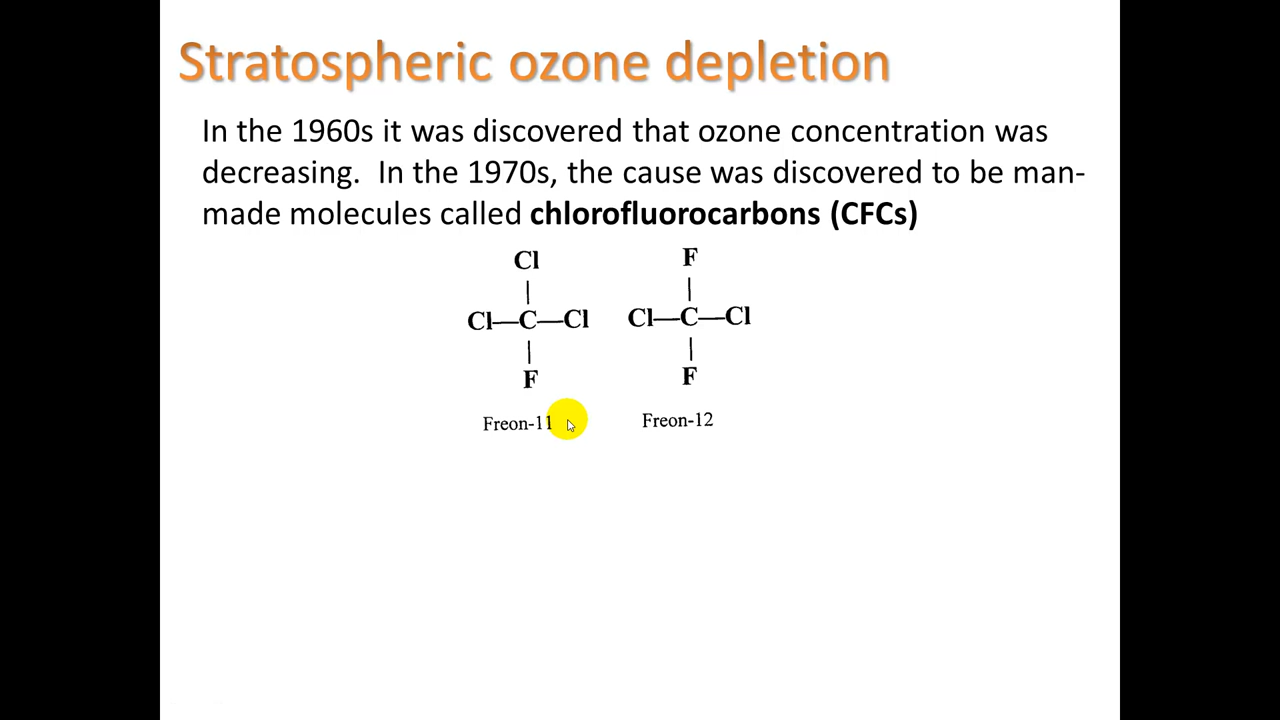 Stratospheric ozone depletion
In the 1960s it was discovered that ozone concentration was
decreasing.  In the 1970s, the cause was discovered to be man-
made molecules called chlorofluorocarbons (CFCs)
Cl F
| |
Cl—C—Cl Cl—C—Cl
| |
F F
Freon-11 Freon-12